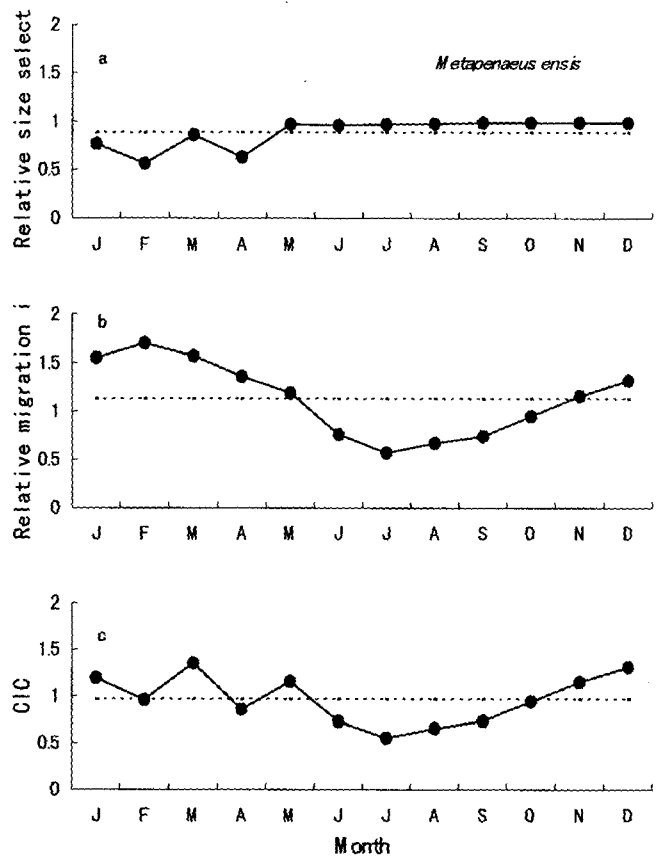 Relative size select
2
1.5
1
0.5
0
a
Metapenaeus ensis
J F M A M J J A S O N D
Relative migration i
2
1.5
1
0.5
0
b
J F M A M J J A S O N D
CIC
2
1.5
1
0.5
0
c
J F M A M J J A S O N D
Month